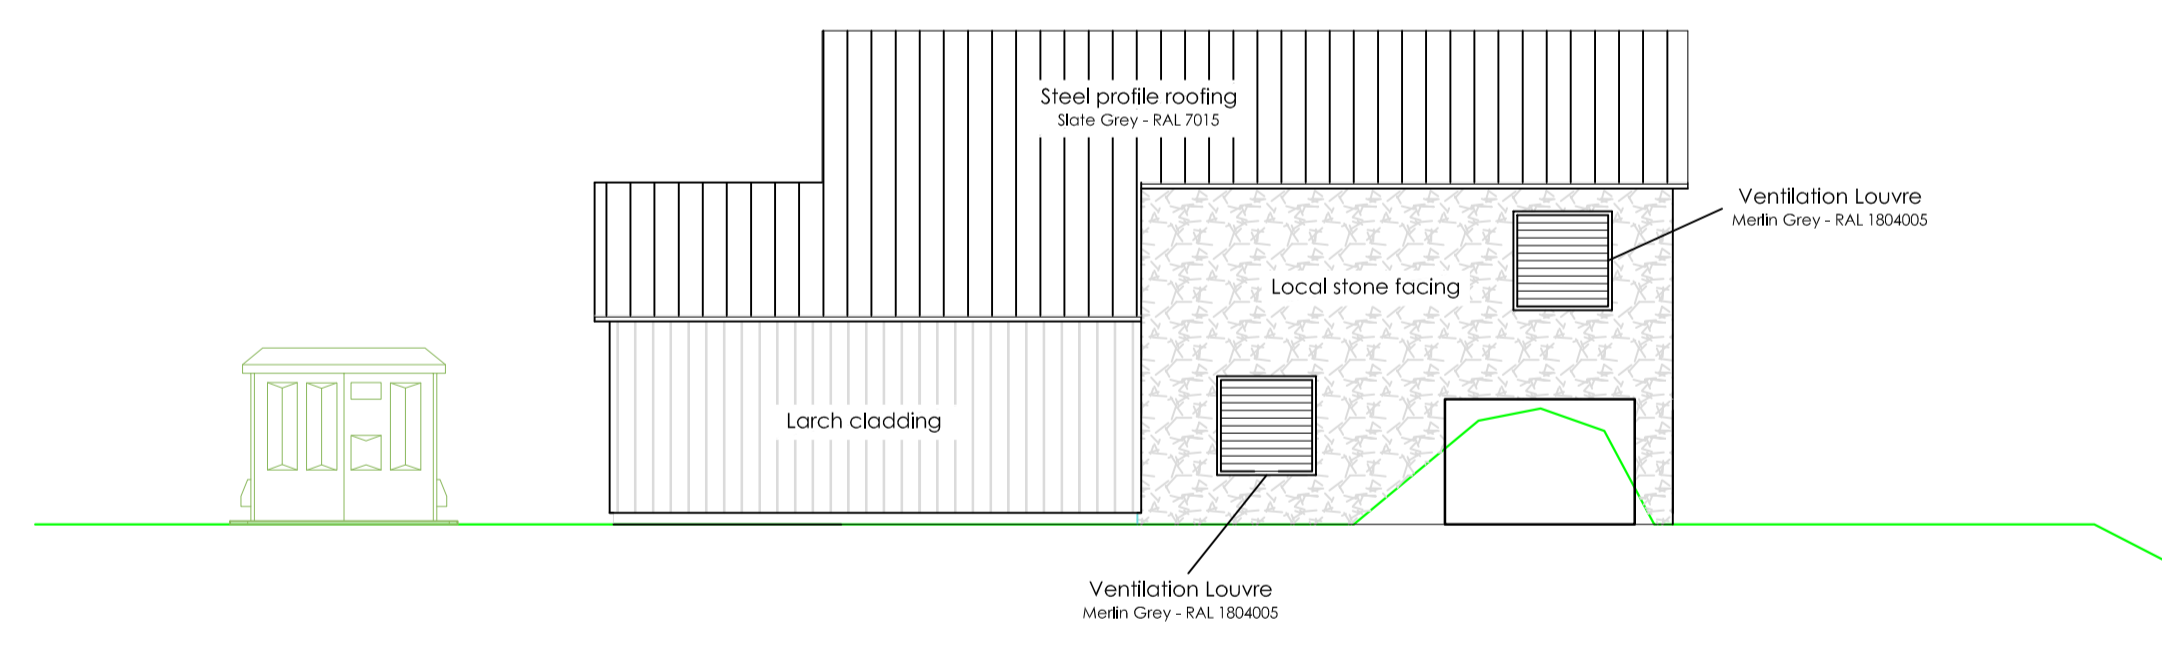 Steel profile roofing
Slate Grey - RAL 7015
Ventilation Louvre
Merlin Grey - RAL 1804005
Local stone facing
Larch cladding
Ventilation Louvre
Merlin Grey - RAL 1804005